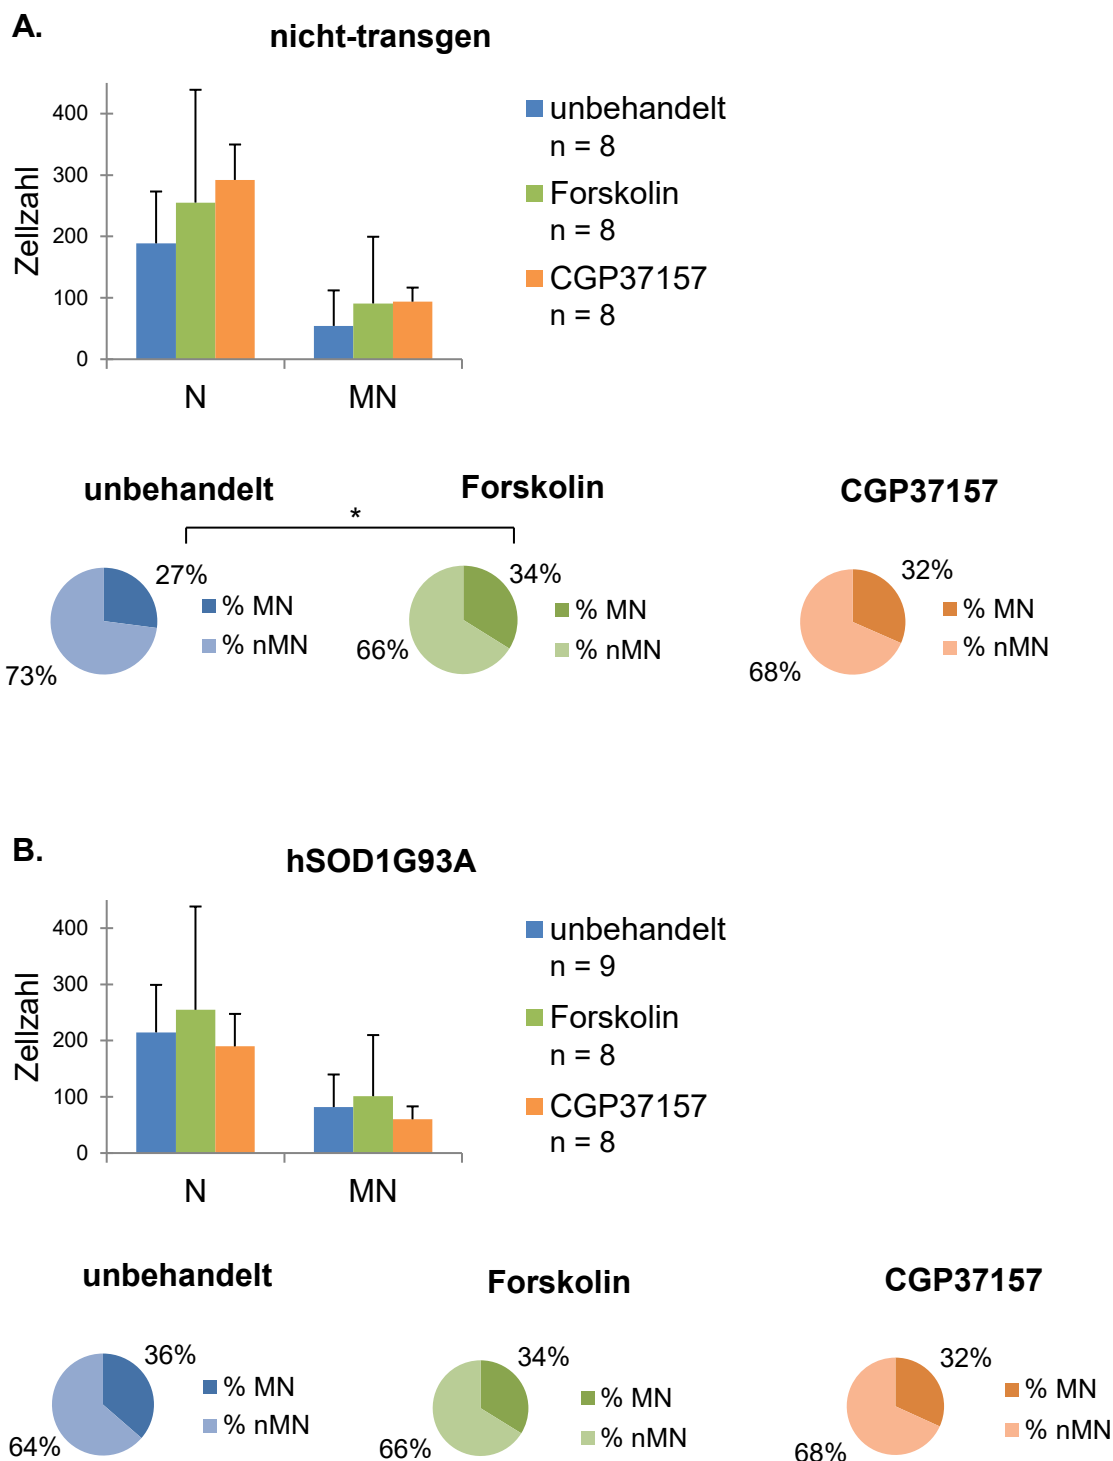 A.
nicht-transgen
400
300
200
100
0
Zellzahl
N
MN
unbehandelt
n = 8
Forskolin
n = 8
CGP37157
n = 8
unbehandelt
Forskolin
CGP37157
*
27%
73%
% MN
% nMN
34%
66%
% MN
% nMN
32%
68%
% MN
% nMN
B.
hSOD1G93A
400
300
200
100
0
Zellzahl
N
MN
unbehandelt
n = 9
Forskolin
n = 8
CGP37157
n = 8
unbehandelt
Forskolin
CGP37157
36%
64%
% MN
% nMN
34%
66%
% MN
% nMN
32%
68%
% MN
% nMN